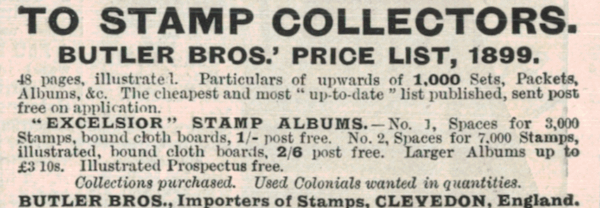 TO STAMP COLLECTORS.
BUTLER BROS.' PRICE LIST, 1899.
48 pages, illustrated. Particulars of upwards of 1,000 Sets, Packets,
Albums, &c. The cheapest and most "up-to-date" list published, sent post
free on application.
"EXCELSIOR" STAMP ALBUMS.—No. 1, Spaces for 3,000
Stamps, bound cloth boards, 1/- post free. No. 2, Spaces for 7,000 Stamps,
illustrated, bound cloth boards, 2/6 post free. Larger Albums up to
£3 10s. Illustrated Prospectus free.
Collections purchased. Used Colonials wanted in quantities.
BUTLER BROS., Importers of Stamps, CLEVEDON, England.